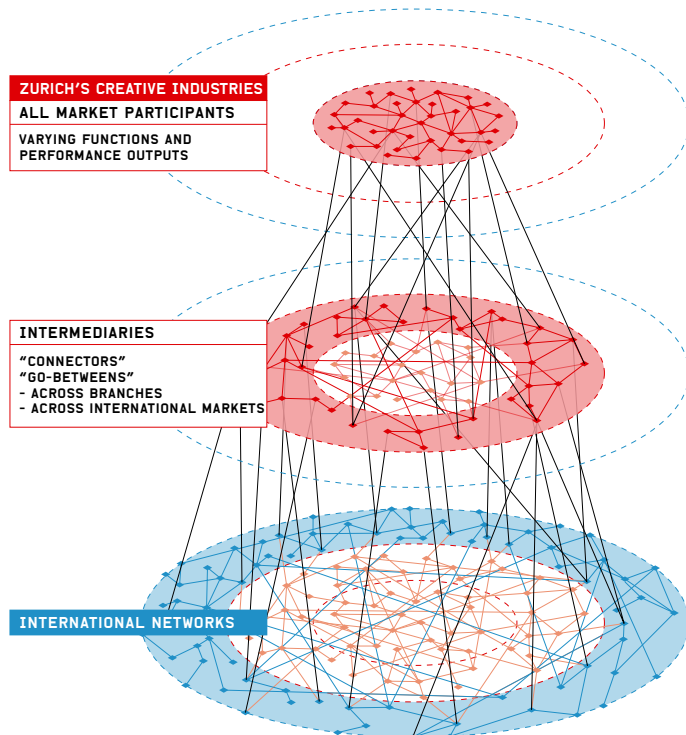 ZURICH'S CREATIVE INDUSTRIES
ALL MARKET PARTICIPANTS
VARYING FUNCTIONS AND
PERFORMANCE OUTPUTS
INTERMEDIARIES
“CONNECTORS”
“GO-BETWEENS”
- ACROSS BRANCHES
- ACROSS INTERNATIONAL MARKETS
INTERNATIONAL NETWORKS